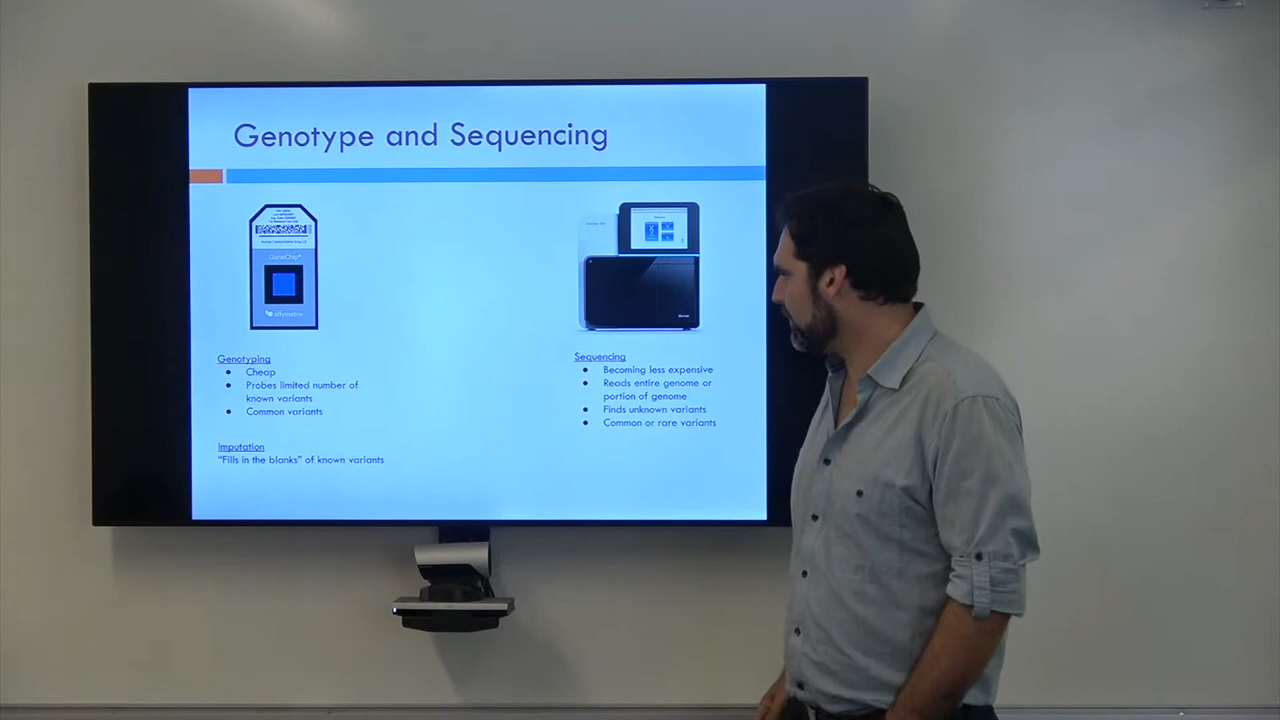 Genotype and Sequencing
GeneChip®
affymetrix
Genotyping
• Cheap
• Probes limited number of
known variants
• Common variants
Imputation
"Fills in the blanks" of known variants
Sequencing
• Becoming less expensive
• Reads entire genome or
portion of genome
• Finds unknown variants
• Common or rare variants